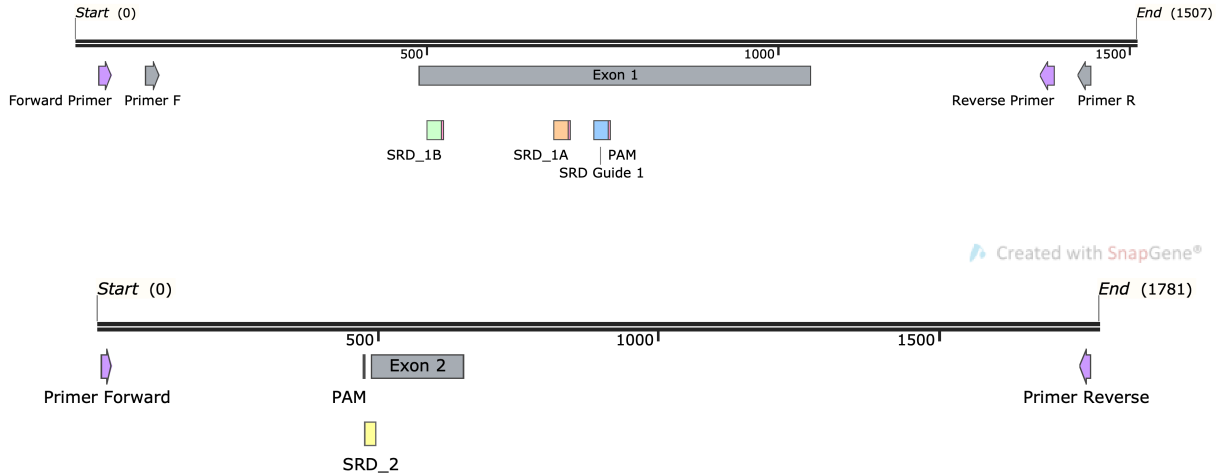 Start (0) End (1507)
500 1000 1500
Exon 1
Forward Primer Primer F Reverse Primer Primer R
SRD_1B SRD_1A PAM
SRD Guide 1
Created with SnapGene®
Start (0) End (1781)
500 1000 1500
Exon 2
Primer Forward PAM Primer Reverse
SRD_2